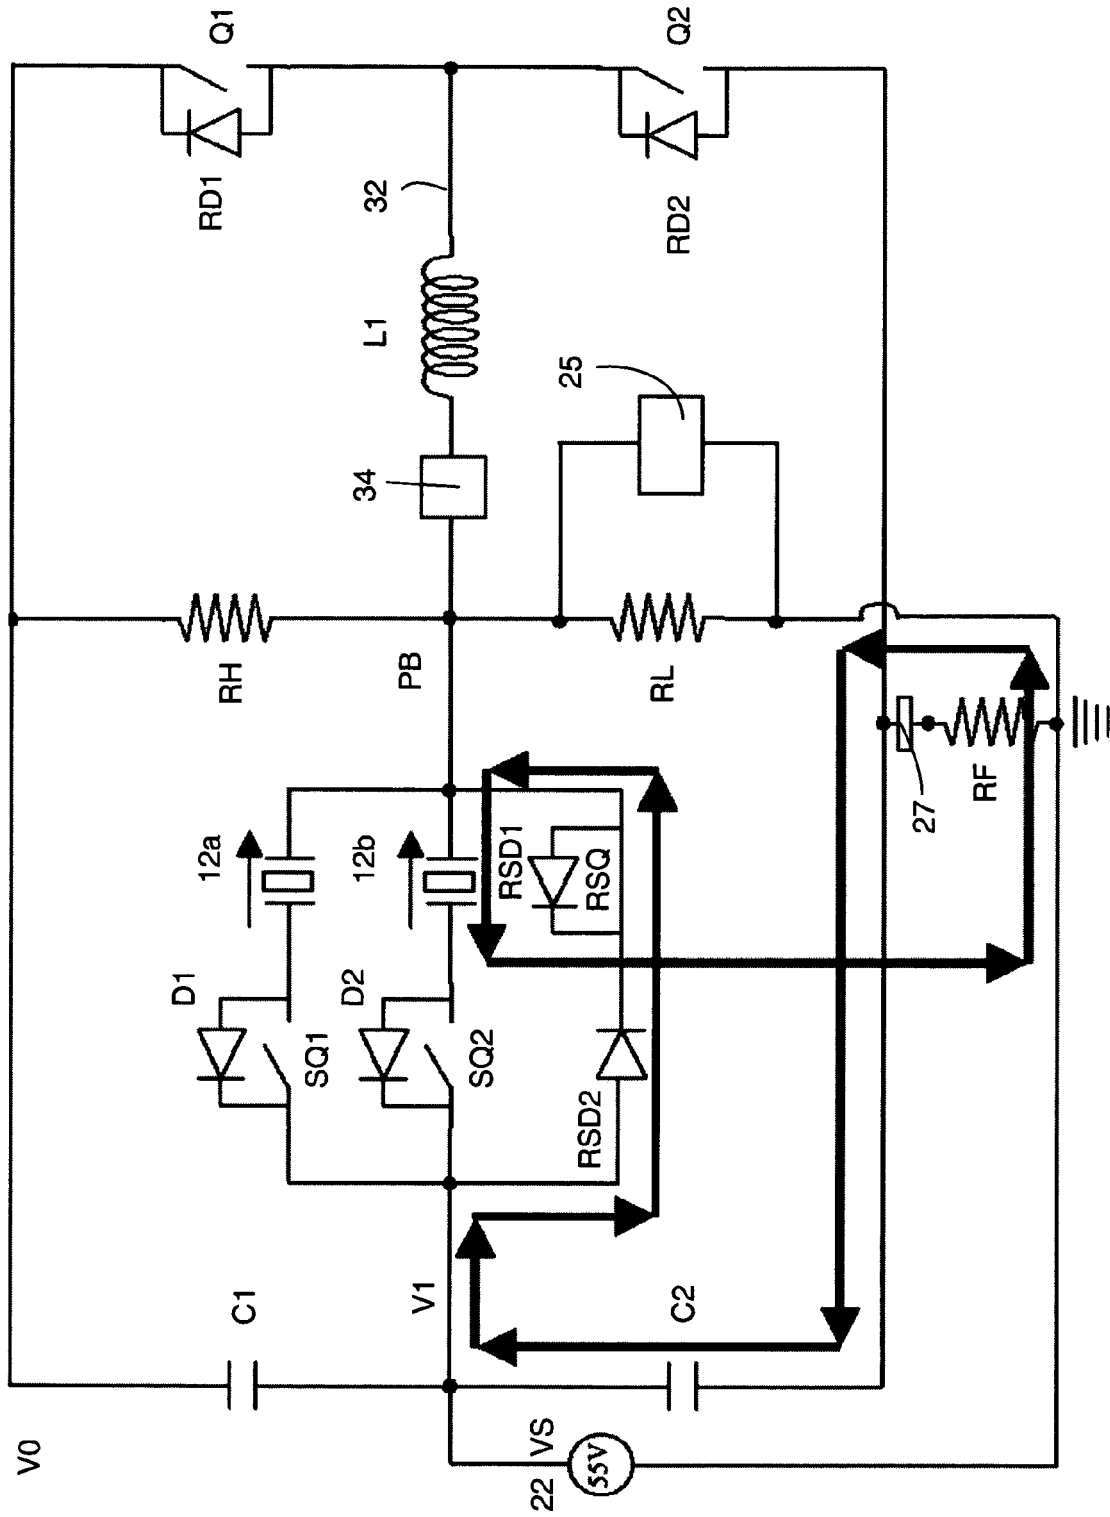 Q1
Q2
RD1
RD2
32
L1
25
34
RH
PB
RL
12a
12b
RSD1
RSQ
27
RF
D1
D2
SQ1
SQ2
RSD2
C1
V1
C2
V0
VS
22
55V